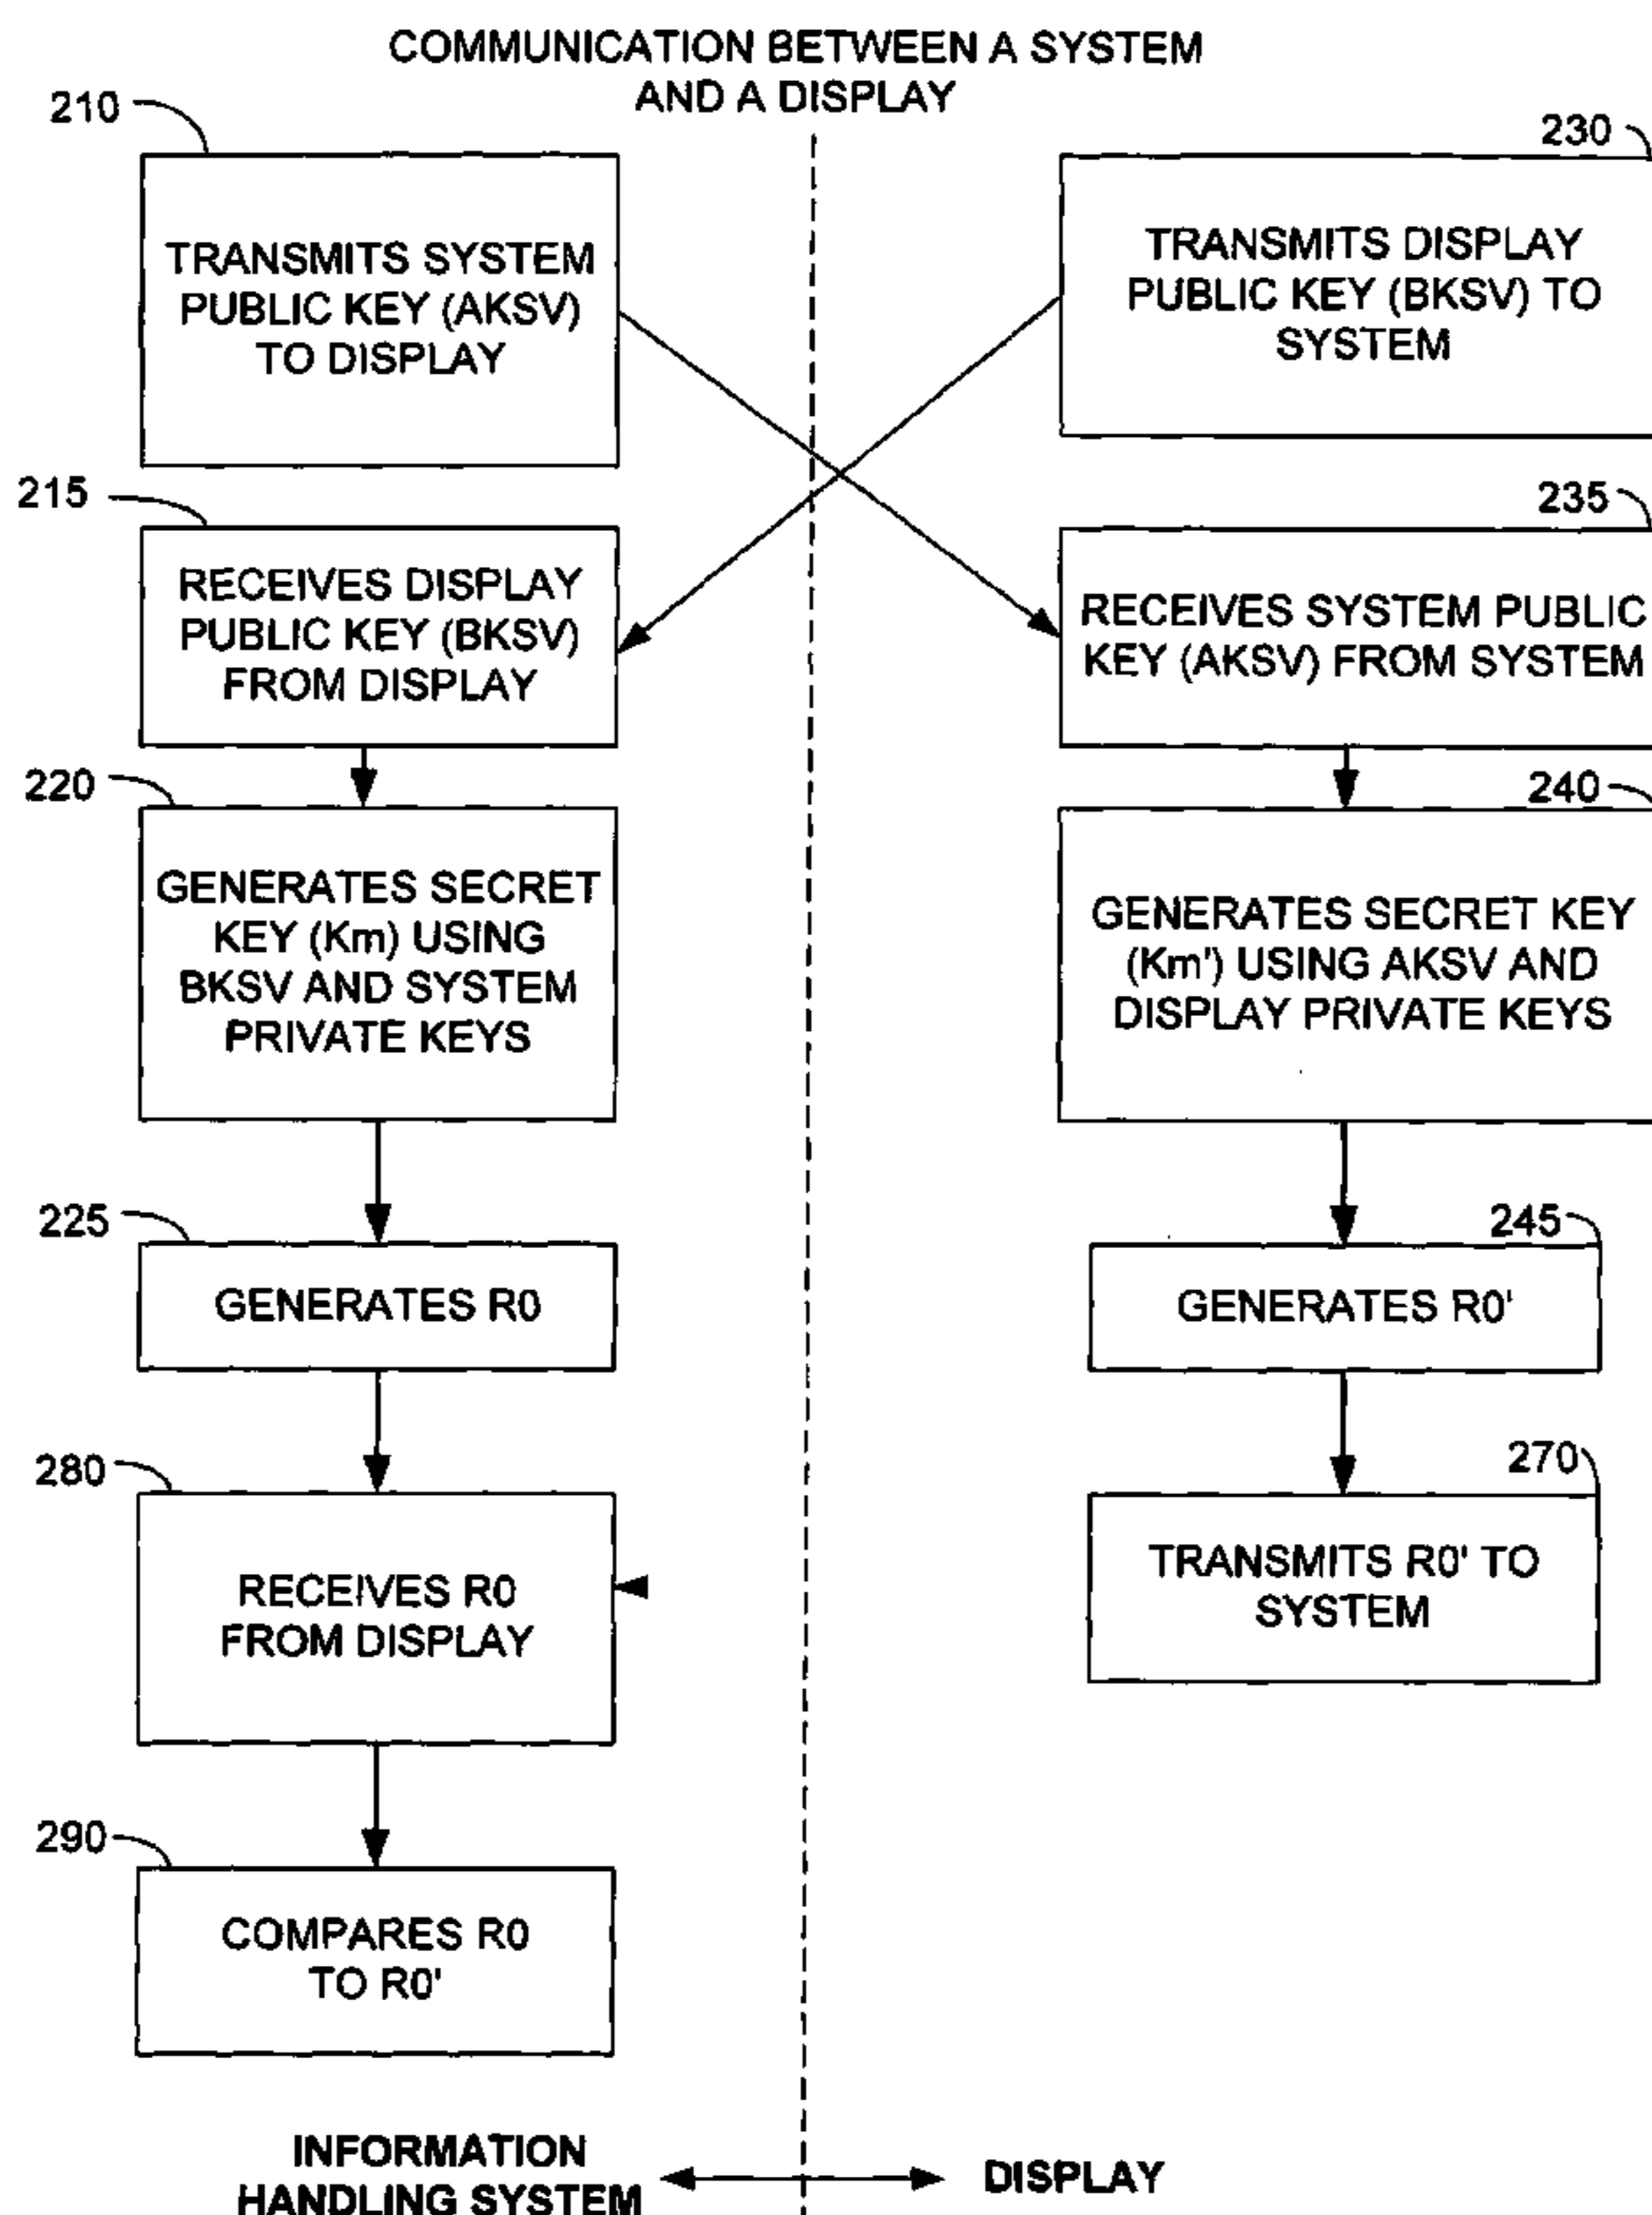 COMMUNICATION BETWEEN A SYSTEM
AND A DISPLAY
210
230
TRANSMITS SYSTEM
PUBLIC KEY (AKSV)
TO DISPLAY
TRANSMITS DISPLAY
PUBLIC KEY (BKSV) TO
SYSTEM
215
235
RECEIVES DISPLAY
PUBLIC KEY (BKSV)
FROM DISPLAY
RECEIVES SYSTEM PUBLIC
KEY (AKSV) FROM SYSTEM
220
240
GENERATES SECRET
KEY (Km) USING
BKSV AND SYSTEM
PRIVATE KEYS
GENERATES SECRET KEY
(Km') USING AKSV AND
DISPLAY PRIVATE KEYS
225
245
GENERATES R0
GENERATES R0'
280
270
RECEIVES R0
FROM DISPLAY
TRANSMITS R0' TO
SYSTEM
290
COMPARES R0
TO R0'
INFORMATION
HANDLING SYSTEM
DISPLAY